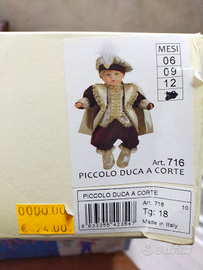 MESI
06
09
12
Art. 716
PICCOLO DUCA A CORTE
PICCOLO DUCA A CORTE
Art: 716
10
Tg: 18
Made in Italy
€ 74.00